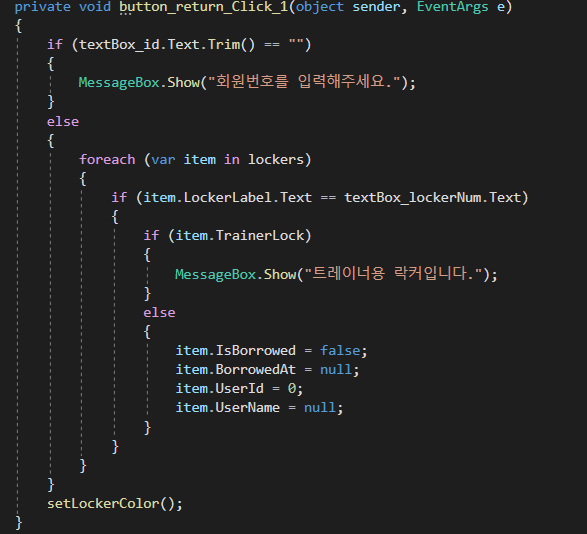 private void button_return_Click_1(object sender, EventArgs e)
{
    if (textBox_id.Text.Trim() == "")
    {
        MessageBox.Show("회원번호를 입력해주세요.");
    }
    else
    {
        foreach (var item in lockers)
        {
            if (item.LockerLabel.Text == textBox_lockerNum.Text)
            {
                if (item.TrainerLock)
                {
                    MessageBox.Show("트레이너용 락커입니다.");
                }
                else
                {
                    item.IsBorrowed = false;
                    item.BorrowedAt = null;
                    item.UserId = 0;
                    item.UserName = null;
                }
            }
        }
    }
    setLockerColor();
}